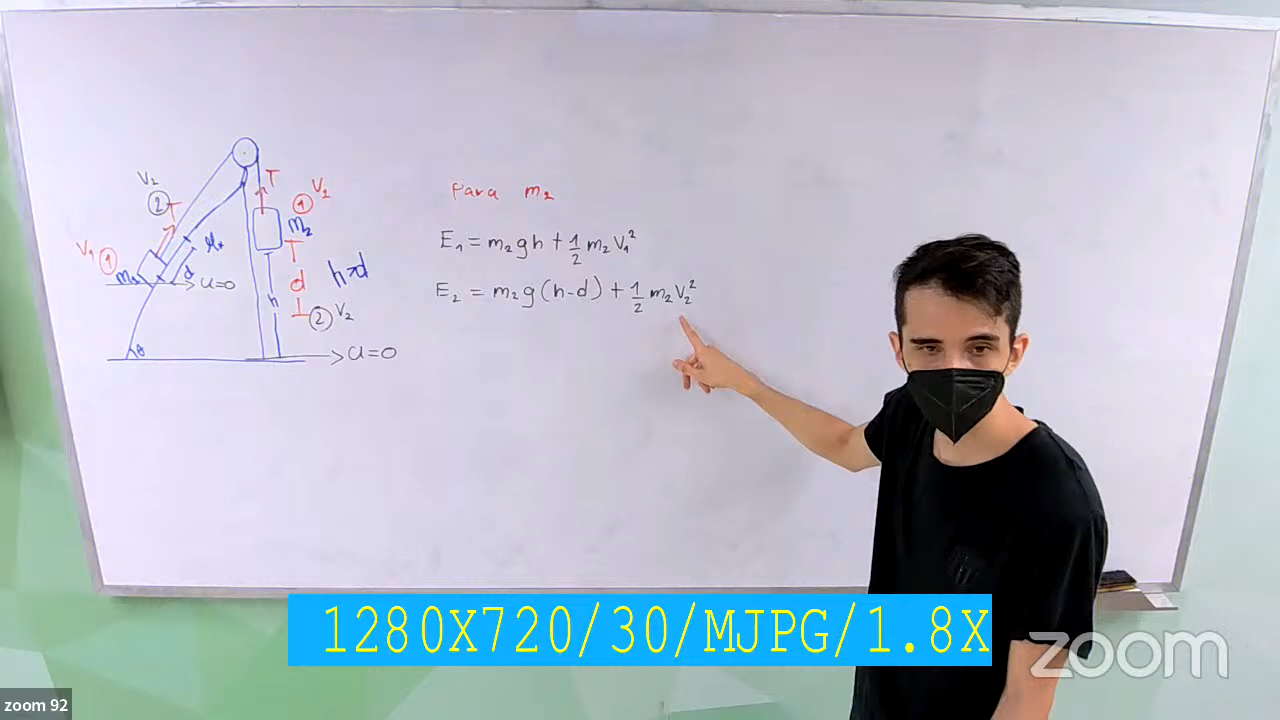 Para m₂
E₁ = m₂gh + 1/2 m₂V₁²
E₂ = m₂g(h-d) + 1/2 m₂V₂²
V₂
②
T
T
① V₂
m₂
V₁ ①
m₁
d
U=0
T
d
h
h>d
② V₂
θ
U=0
1280X720/30/MJPG/1.8X
zoom
zoom 92